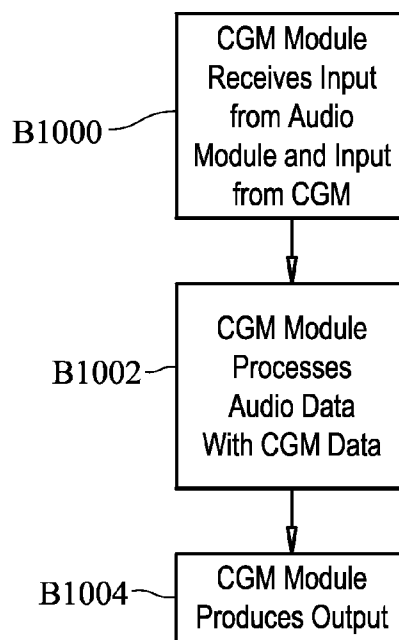 CGM Module
Receives Input
from Audio
Module and Input
from CGM
B1000
CGM Module
Processes
Audio Data
With CGM Data
B1002
CGM Module
Produces Output
B1004